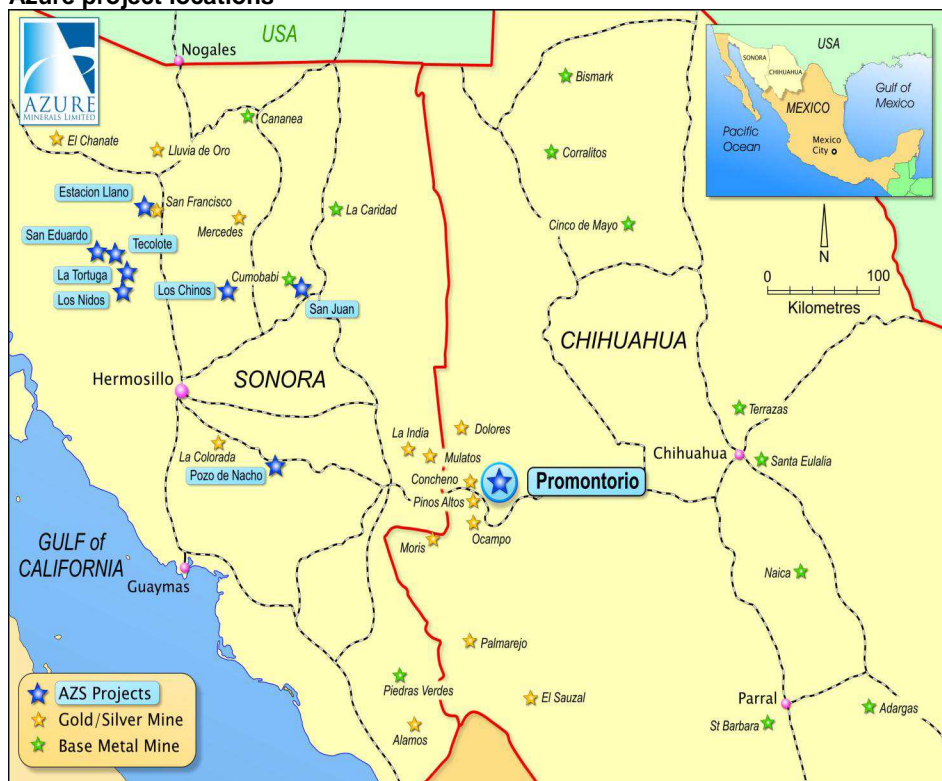 Azure project locations
AZURE
MINERALS LIMITED
USA
Nogales
El Chanate
Lluvia de Oro
Cananea
Bismark
Corralitos
Estacion Llano
San Francisco
Mercedes
La Caridad
Cinco de Mayo
San Eduardo
Tecolote
La Tortuga
Los Nidos
Los Chinos
Cumobabi
San Juan
SONORA
CHIHUAHUA
USA
MEXICO
Gulf of
Mexico
Pacific
Ocean
Mexico
City
N
0 100
Kilometres
CHIHUAHUA
Hermosillo
SONORA
Terrazas
La Colorada
Pozo de Nacho
La India
Dolores
Mulatos
Concheno
Pinos Altos
Ocampo
Moris
Promontorio
Chihuahua
Santa Eulalia
GULF of
CALIFORNIA
Guaymas
Naica
Palmarejo
Piedras Verdes
El Sauzal
Alamos
Parral
St Barbara
Adargas
AZS Projects
Gold/Silver Mine
Base Metal Mine